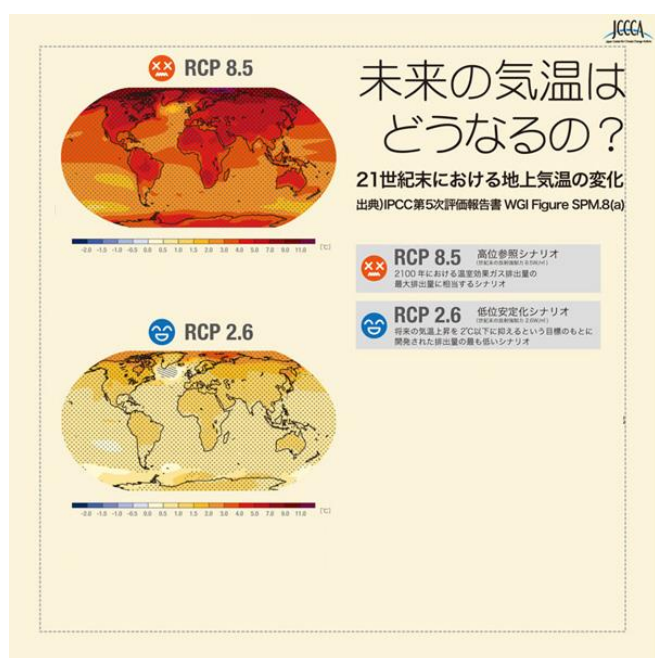 JCCCA
未来の気温は
どうなるの？
21世紀末における地上気温の変化
出典)IPCC第5次評価報告書 WGI Figure SPM.8(a)
RCP 8.5
-2.0 -1.5 -1.0 -0.5 0.0 0.5 1.0 1.5 2.0 3.0 4.0 5.0 7.0 9.0 11.0 (℃)
RCP 8.5 高位参照シナリオ
2100年における温室効果ガス排出量の
最大排出量に相当するシナリオ
RCP 2.6 低位安定化シナリオ
将来の気温上昇を2℃以下に抑えるという目標のもとに
開発された排出量の最も低いシナリオ
RCP 2.6
-2.0 -1.5 -1.0 -0.5 0.0 0.5 1.0 1.5 2.0 3.0 4.0 5.0 7.0 9.0 11.0 (℃)